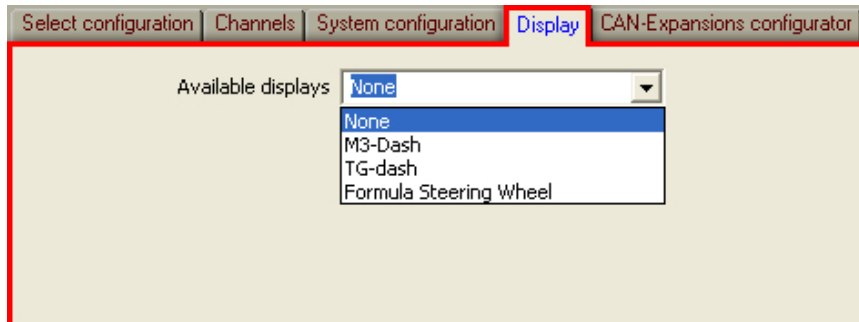 Select configuration Channels System configuration Display CAN-Expansions configurator
Available displays None
None
M3-Dash
TG-dash
Formula Steering Wheel